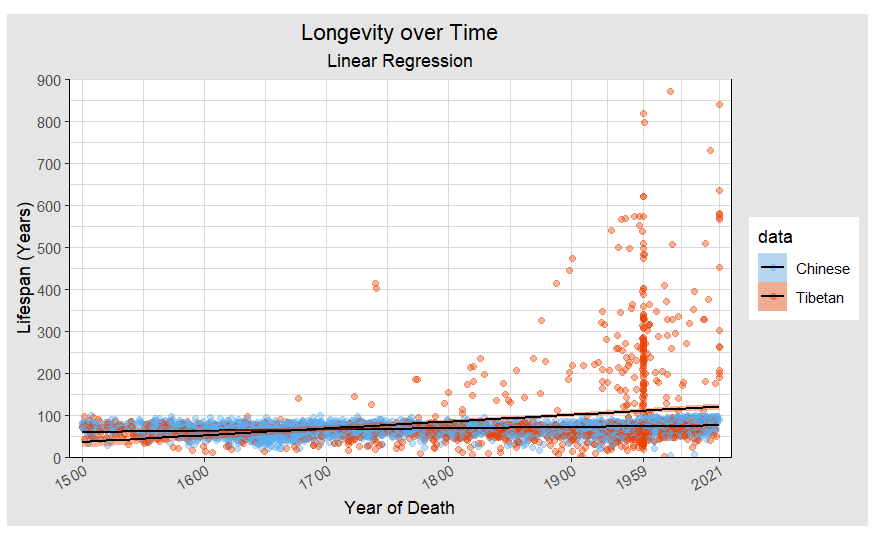 Longevity over Time
Linear Regression
Lifespan (Years)
900
800
700
600
500
400
300
200
100
0
1500
1600
1700
1800
1900
1959
2021
Year of Death
data
Chinese
Tibetan